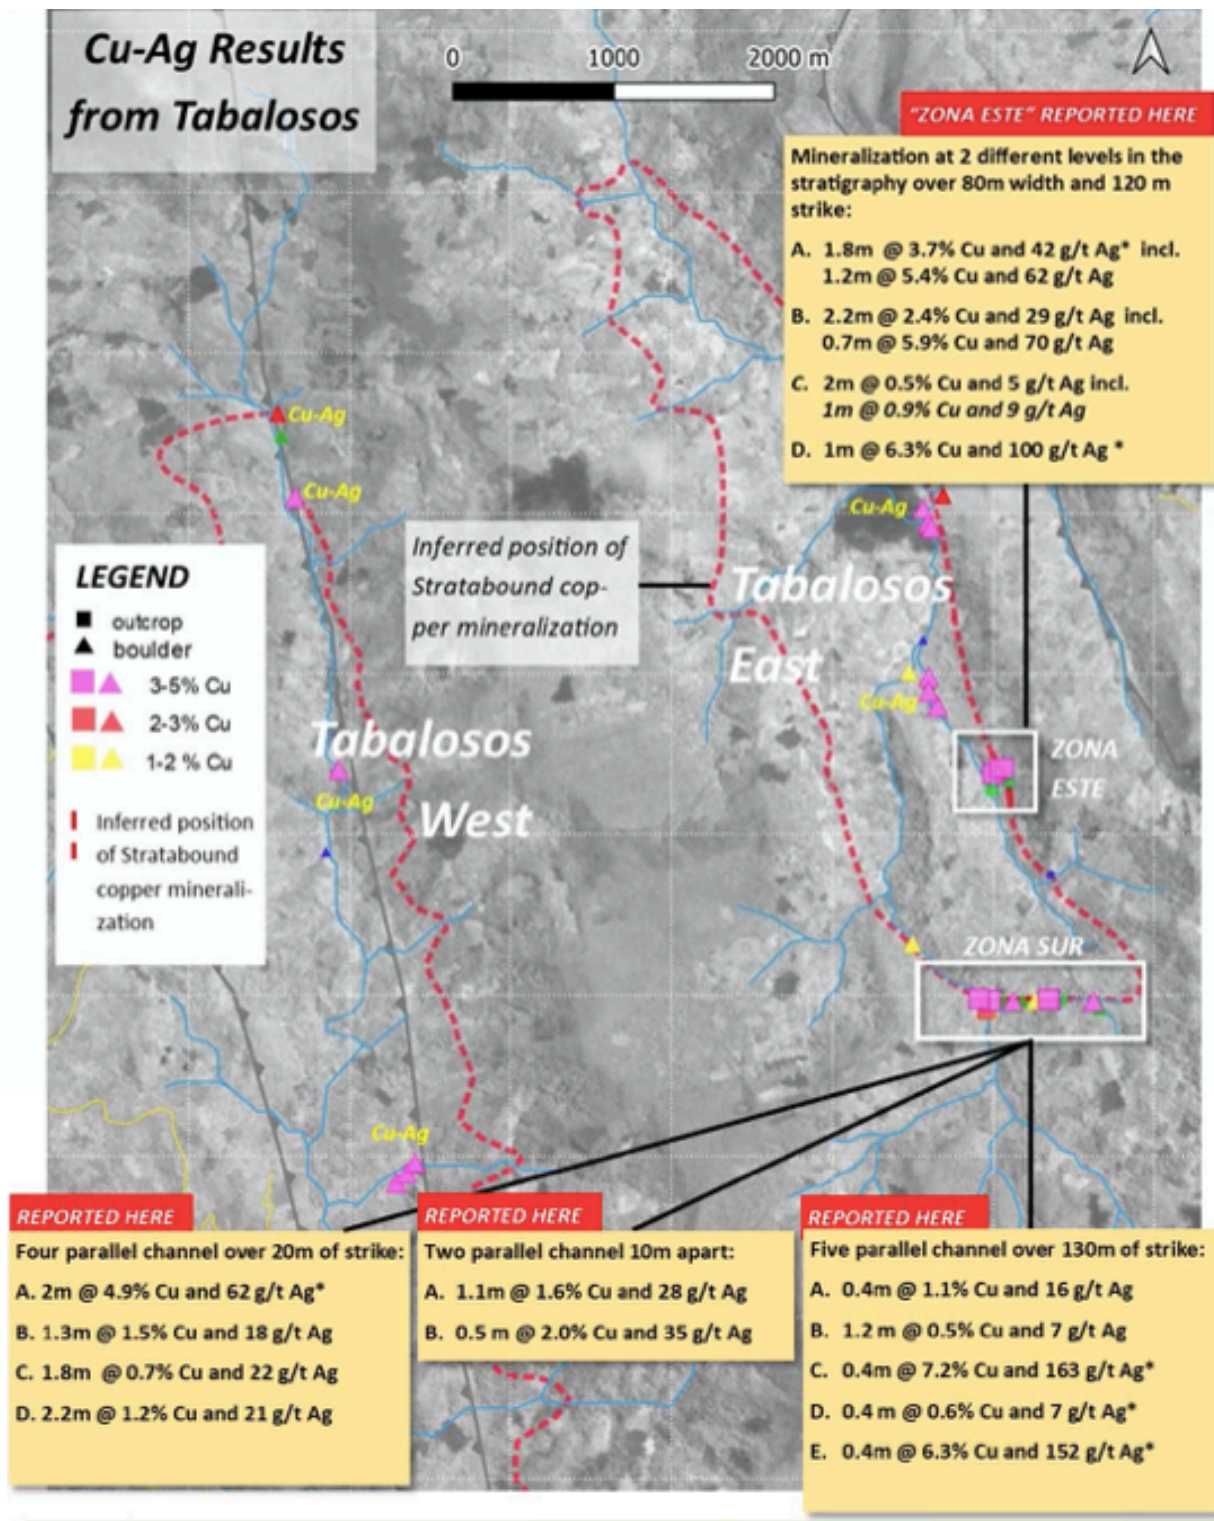 Cu-Ag Results
from Tabalosos
0 1000 2000 m
"ZONA ESTE" REPORTED HERE
Mineralization at 2 different levels in the
stratigraphy over 80m width and 120 m
strike:
A. 1.8m @ 3.7% Cu and 42 g/t Ag* incl.
1.2m @ 5.4% Cu and 62 g/t Ag
B. 2.2m @ 2.4% Cu and 29 g/t Ag incl.
0.7m @ 5.9% Cu and 70 g/t Ag
C. 2m @ 0.5% Cu and 5 g/t Ag incl.
1m @ 0.9% Cu and 9 g/t Ag
D. 1m @ 6.3% Cu and 100 g/t Ag *
Cu-Ag
Cu-Ag
Cu-Ag
Inferred position of
Stratabound cop-
per mineralization
Tabalosos
East
Cu-Ag
LEGEND
outcrop
boulder
3-5% Cu
2-3% Cu
1-2 % Cu
Inferred position
of Stratabound
copper minerali-
zation
Tabalosos
West
Cu-Ag
ZONA
ESTE
ZONA SUR
Cu-Ag
REPORTED HERE
Four parallel channel over 20m of strike:
A. 2m @ 4.9% Cu and 62 g/t Ag*
B. 1.3m @ 1.5% Cu and 18 g/t Ag
C. 1.8m @ 0.7% Cu and 22 g/t Ag
D. 2.2m @ 1.2% Cu and 21 g/t Ag
REPORTED HERE
Two parallel channel 10m apart:
A. 1.1m @ 1.6% Cu and 28 g/t Ag
B. 0.5 m @ 2.0% Cu and 35 g/t Ag
REPORTED HERE
Five parallel channel over 130m of strike:
A. 0.4m @ 1.1% Cu and 16 g/t Ag
B. 1.2 m @ 0.5% Cu and 7 g/t Ag
C. 0.4m @ 7.2% Cu and 163 g/t Ag*
D. 0.4 m @ 0.6% Cu and 7 g/t Ag*
E. 0.4m @ 6.3% Cu and 152 g/t Ag*